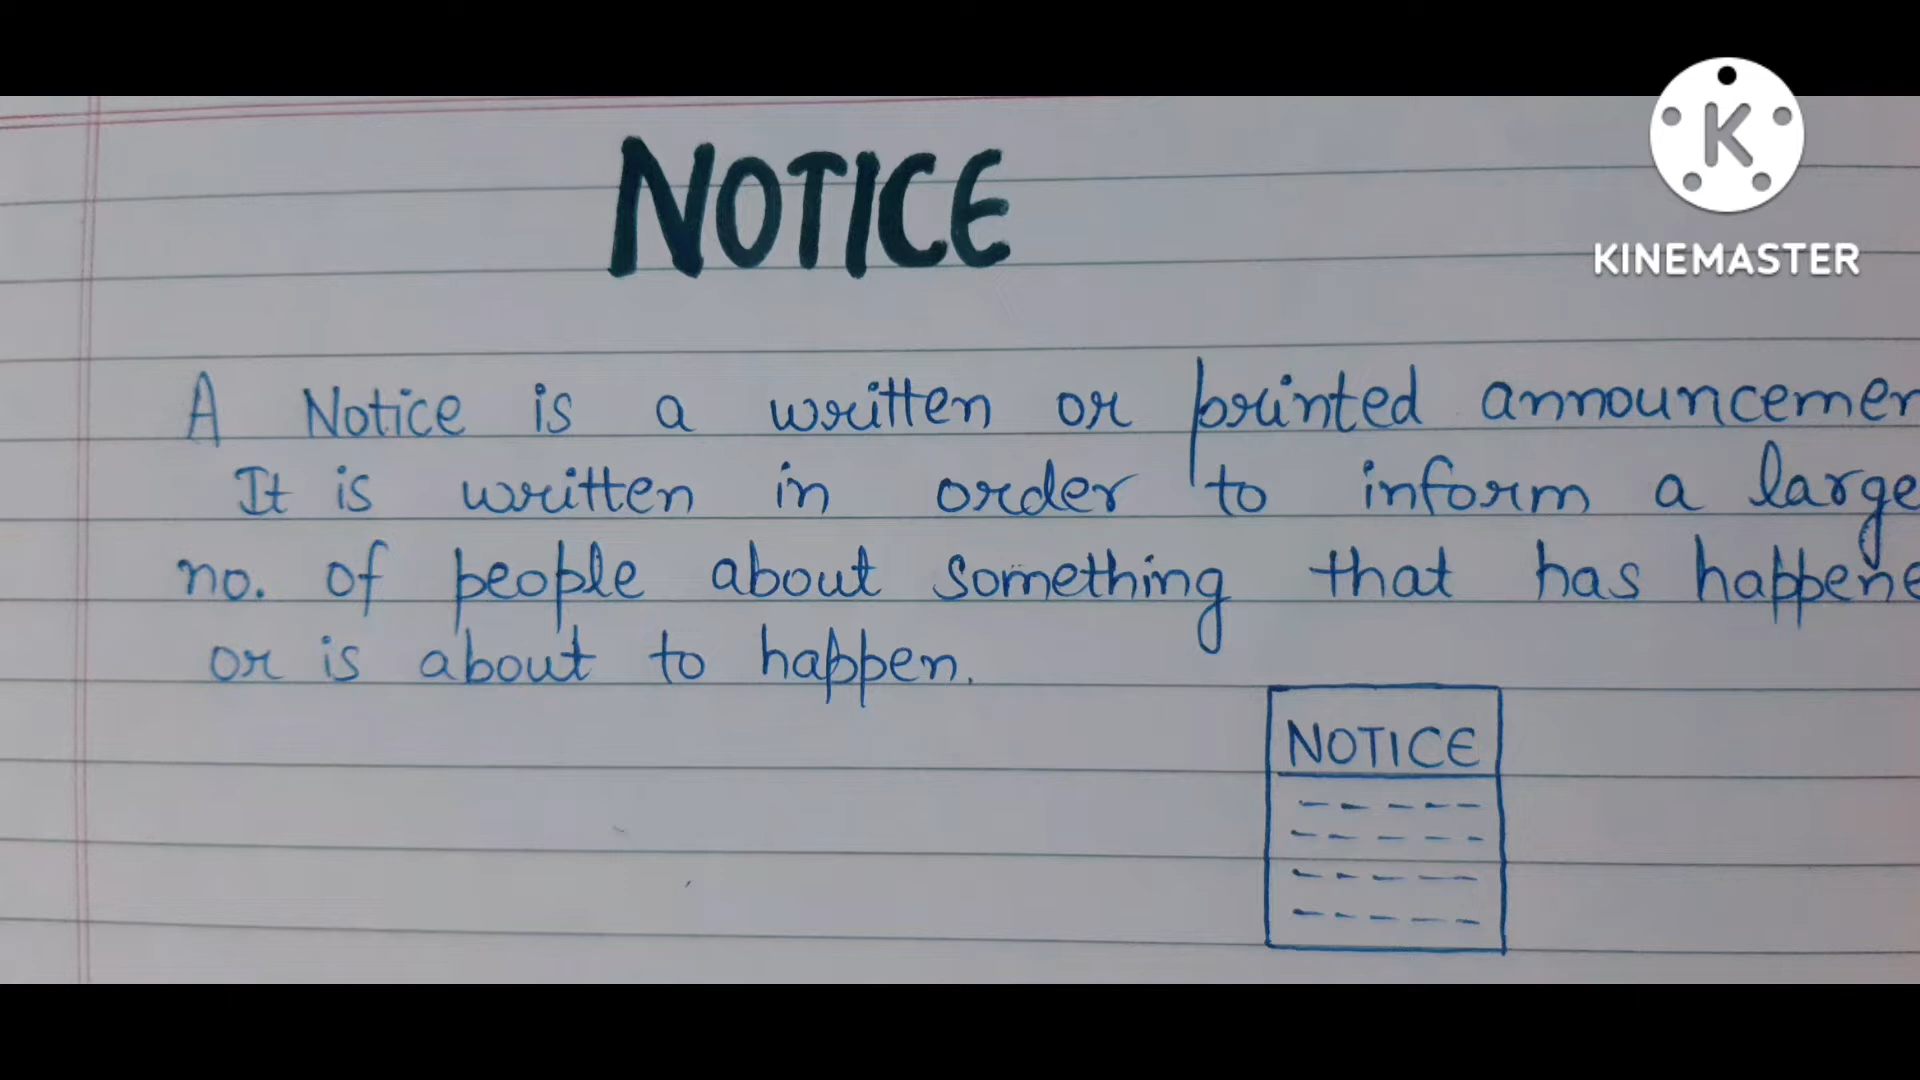 NOTICE
K
KINEMASTER
A Notice is a written or printed announcemen
It is written in order to inform a large
no. of people about something that has happene
or is about to happen.
NOTICE